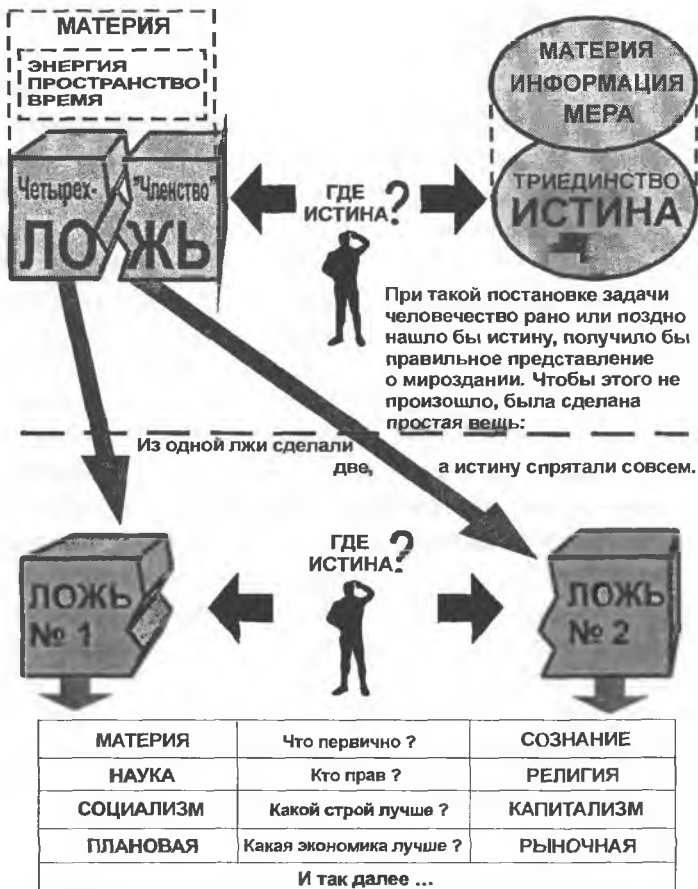 МАТЕРИЯ
ЭНЕРГИЯ
ПРОСТРАНСТВО
ВРЕМЯ
Четырех- "Членство"
ЛОЖЬ
ГДЕ
ИСТИНА?
МАТЕРИЯ
ИНФОРМАЦИЯ
МЕРА
ТРИЕДИНСТВО
ИСТИНА
При такой постановке задачи
человечество рано или поздно
нашло бы истину, получило бы
правильное представление
о мироздании. Чтобы этого не
произошло, была сделана
простая вещь:
Из одной лжи сделали
две, а истину спрятали совсем.
ЛОЖЬ
№ 1
ГДЕ
ИСТИНА?
ЛОЖЬ
№ 2
МАТЕРИЯ Что первично ? СОЗНАНИЕ
НАУКА Кто прав ? РЕЛИГИЯ
СОЦИАЛИЗМ Какой строй лучше ? КАПИТАЛИЗМ
ПЛАНОВАЯ Какая экономика лучше ? РЫНОЧНАЯ
И так далее ...